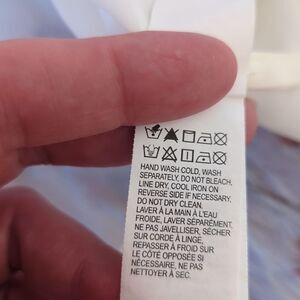 HAND WASH COLD, WASH
SEPARATELY, DO NOT BLEACH,
LINE DRY, COOL IRON ON
REVERSE SIDE IF NECESSARY,
DO NOT DRY CLEAN.
LAVER À LA MAIN À L'EAU
FROIDE, LAVER SÉPARÉMENT,
NE PAS JAVELLISER, SÉCHER
SUR CORDE À LINGE,
REPASSER À FROID SUR
LE CÔTÉ OPPOSÉE SI
NÉCESSAIRE, NE PAS
NETTOYER À SEC.